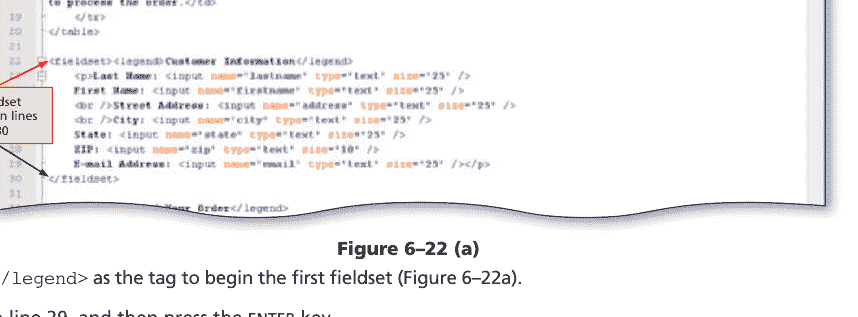 to process the order.</td>
19 </tr>
20 </table>
21
22 <fieldset><legend>Customer Information</legend>
<p>Last Name: <input name="lastname" type="text" size="25" />
First Name: <input name="firstname" type="text" size="25" />
<br />Street Address: <input name="address" type="text" size="25" />
<br />City: <input name="city" type="text" size="25" />
State: <input name="state" type="text" size="25" />
28 ZIP: <input name="zip" type="text" size="10" />
29 E-mail Address: <input name="email" type="text" size="25" /></p>
30 </fieldset>
31
Your Order</legend>
dset
n lines
30
Figure 6–22 (a)
/legend> as the tag to begin the first fieldset (Figure 6–22a).
line 29, and then press the ENTER key.